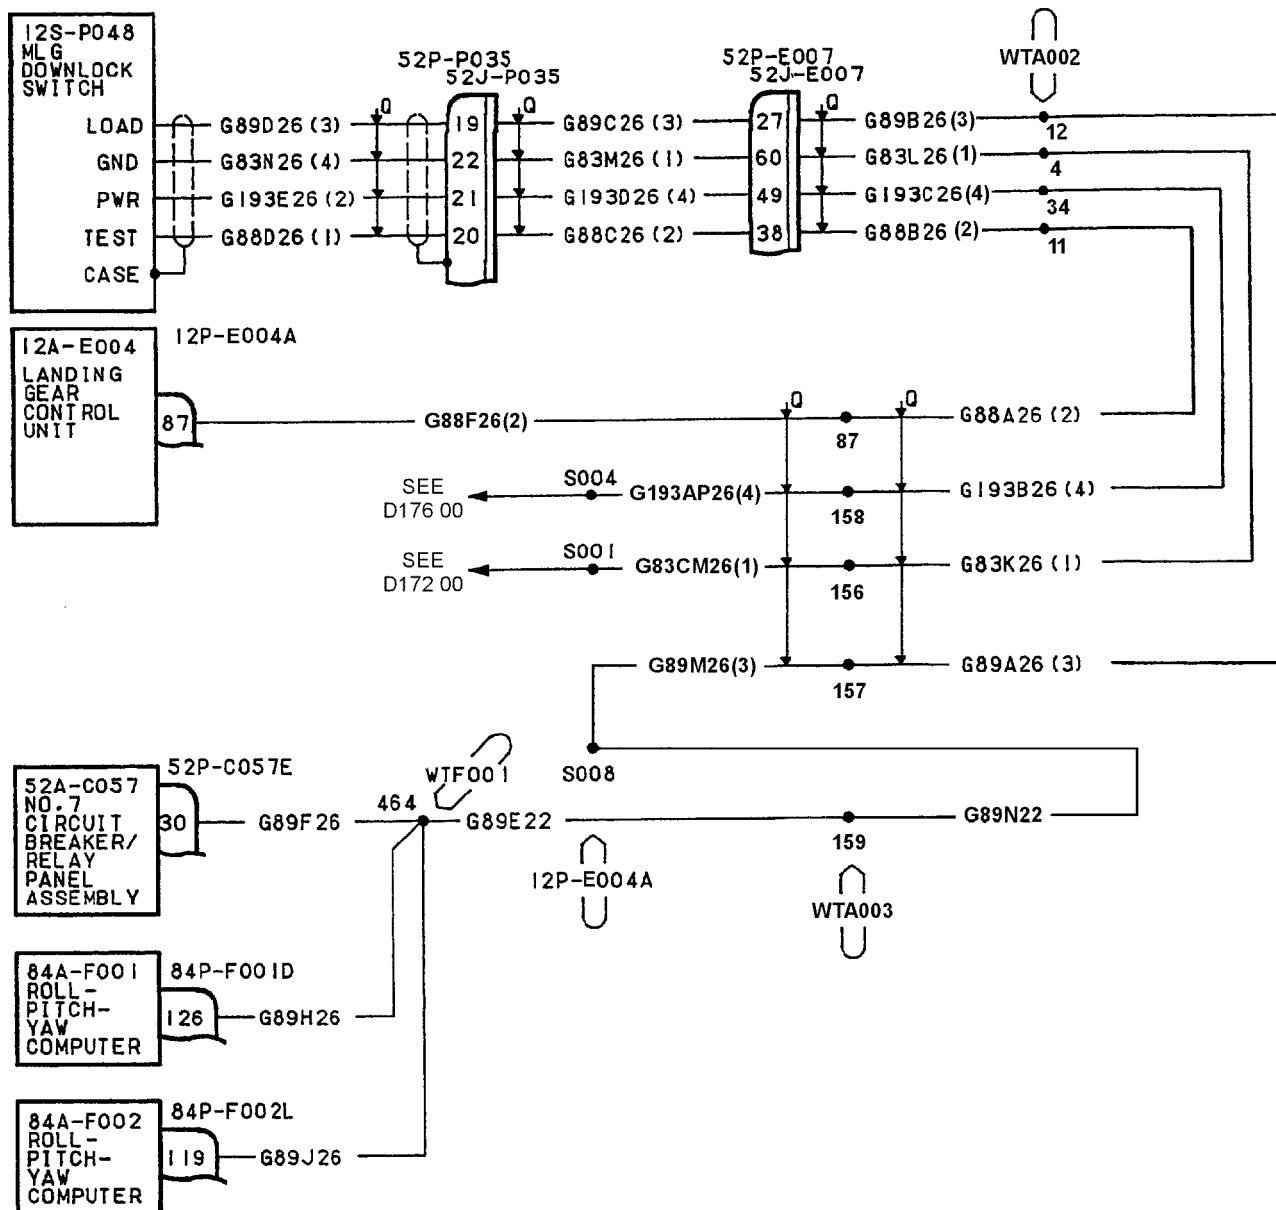 12S-P048
MLG
DOWNLOCK
SWITCH
LOAD
GND
PWR
TEST
CASE
52P-P035
52J-P035
52P-E007
52J-E007
WTA002
Q
Q
Q
G89D26 (3)
19
G89C26 (3)
27
G89B26 (3)
12
G83N26 (4)
22
G83M26 (1)
60
G83L26 (1)
4
G193E26 (2)
21
G193D26 (4)
49
G193C26 (4)
34
G88D26 (1)
20
G88C26 (2)
38
G88B26 (2)
11
12A-E004
LANDING
GEAR
CONTROL
UNIT
12P-E004A
87
G88F26(2)
Q
Q
87
G88A26 (2)
SEE
D176 00
S004
G193AP26(4)
158
G193B26 (4)
SEE
D172 00
S001
G83CM26(1)
156
G83K26 (1)
G89M26(3)
157
G89A26 (3)
S008
52A-C057
NO.7
CIRCUIT
BREAKER/
RELAY
PANEL
ASSEMBLY
52P-C057E
30
G89F26
464
WTF001
G89E22
12P-E004A
159
WTA003
G89N22
84A-F001
ROLL-
PITCH-
YAW
COMPUTER
84P-F001D
126
G89H26
84A-F002
ROLL-
PITCH-
YAW
COMPUTER
84P-F002L
119
G89J26